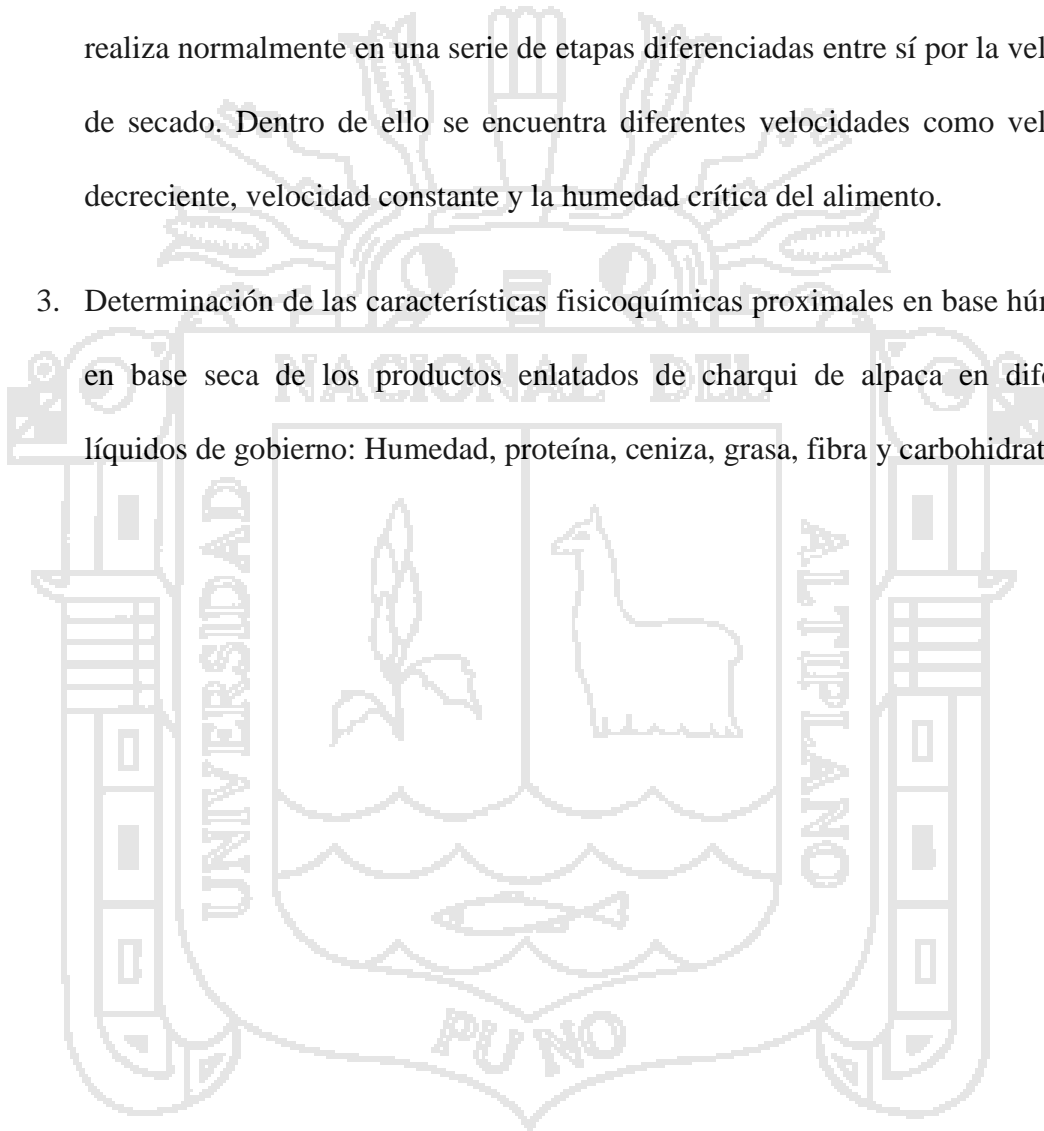 realiza normalmente en una serie de etapas diferenciadas entre sí por la vel
de secado. Dentro de ello se encuentra diferentes velocidades como vel
decreciente, velocidad constante y la humedad crítica del alimento.
3. Determinación de las características fisicoquímicas proximales en base húm
en base seca de los productos enlatados de charqui de alpaca en dife
líquidos de gobierno: Humedad, proteína, ceniza, grasa, fibra y carbohidrat
NACIONAL DEL
UNIVERSIDAD
ALTIPLANO
PUNO